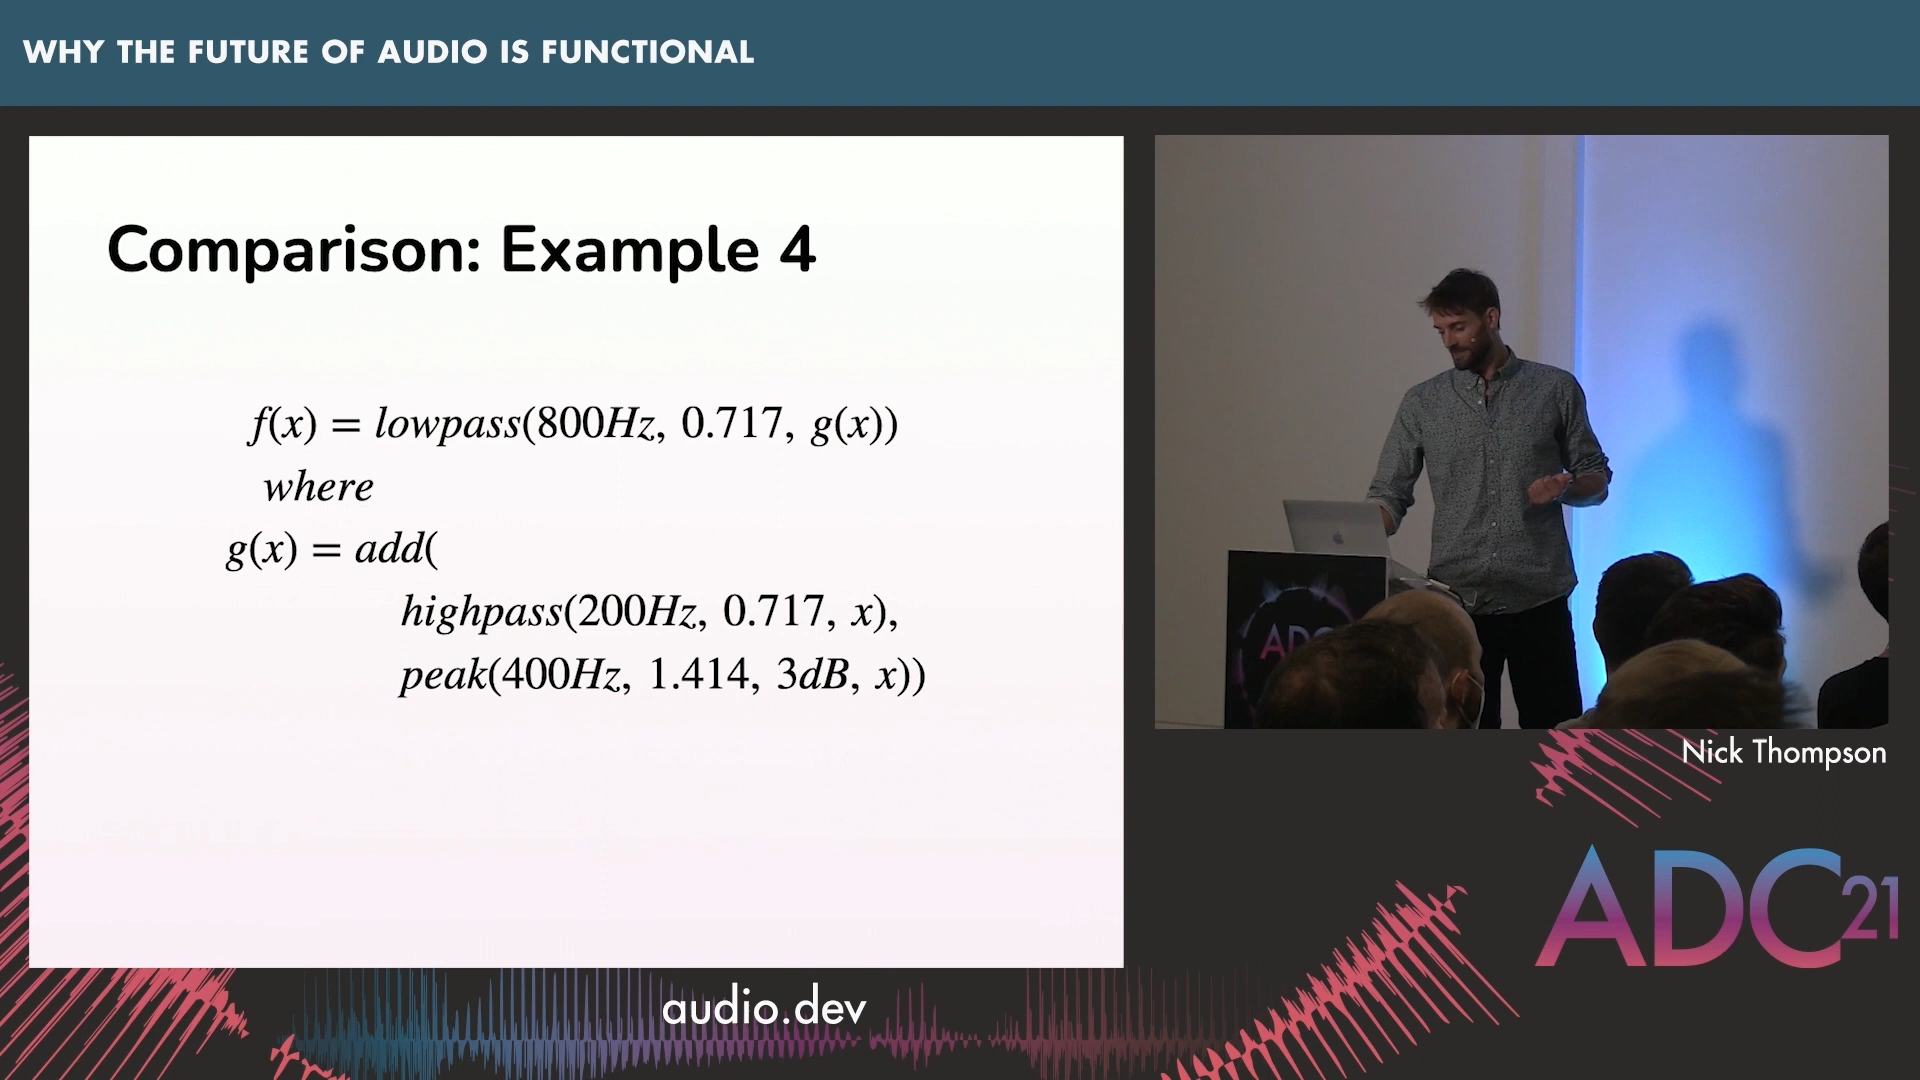 WHY THE FUTURE OF AUDIO IS FUNCTIONAL
Comparison: Example 4
f(x) = lowpass(800Hz, 0.717, g(x))
where
g(x) = add(
highpass(200Hz, 0.717, x),
peak(400Hz, 1.414, 3dB, x))
ADC
Nick Thompson
ADC21
audio.dev